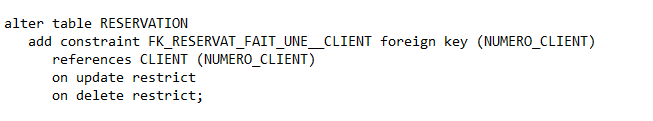 alter table RESERVATION
add constraint FK_RESERVAT_FAIT_UNE__CLIENT foreign key (NUMERO_CLIENT)
references CLIENT (NUMERO_CLIENT)
on update restrict
on delete restrict;